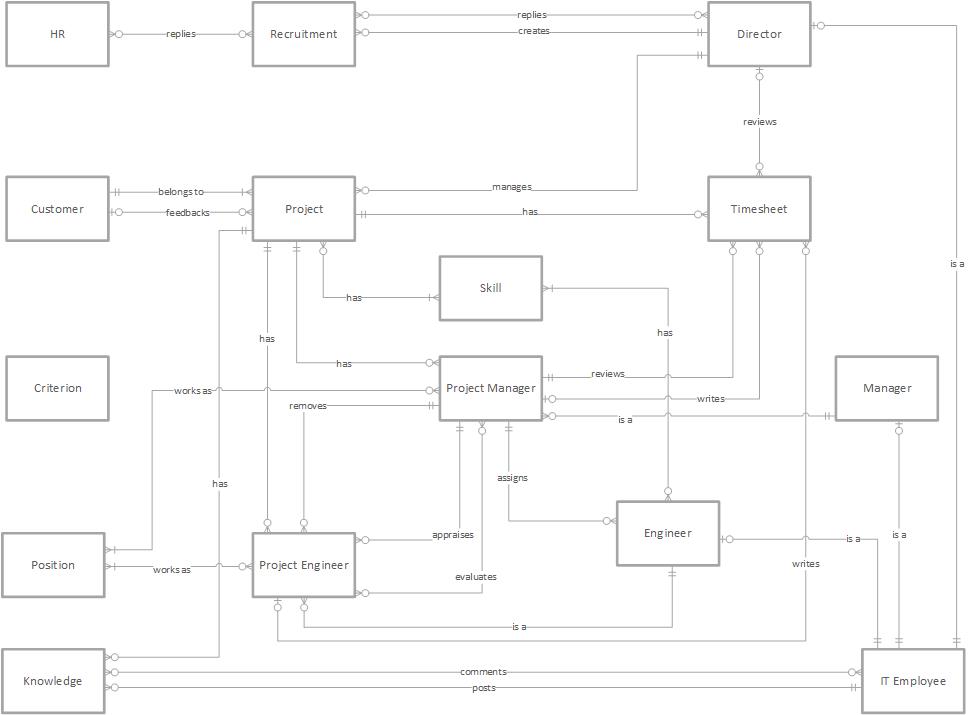 HR
replies
Recruitment
replies
creates
Director
reviews
manages
Customer
belongs to
feedbacks
Project
has
Timesheet
is a
Skill
has
has
has
has
Criterion
works as
removes
Project Manager
reviews
writes
is a
Manager
has
assigns
appraises
Engineer
is a
is a
writes
Position
works as
Project Engineer
evaluates
is a
Knowledge
comments
posts
IT Employee